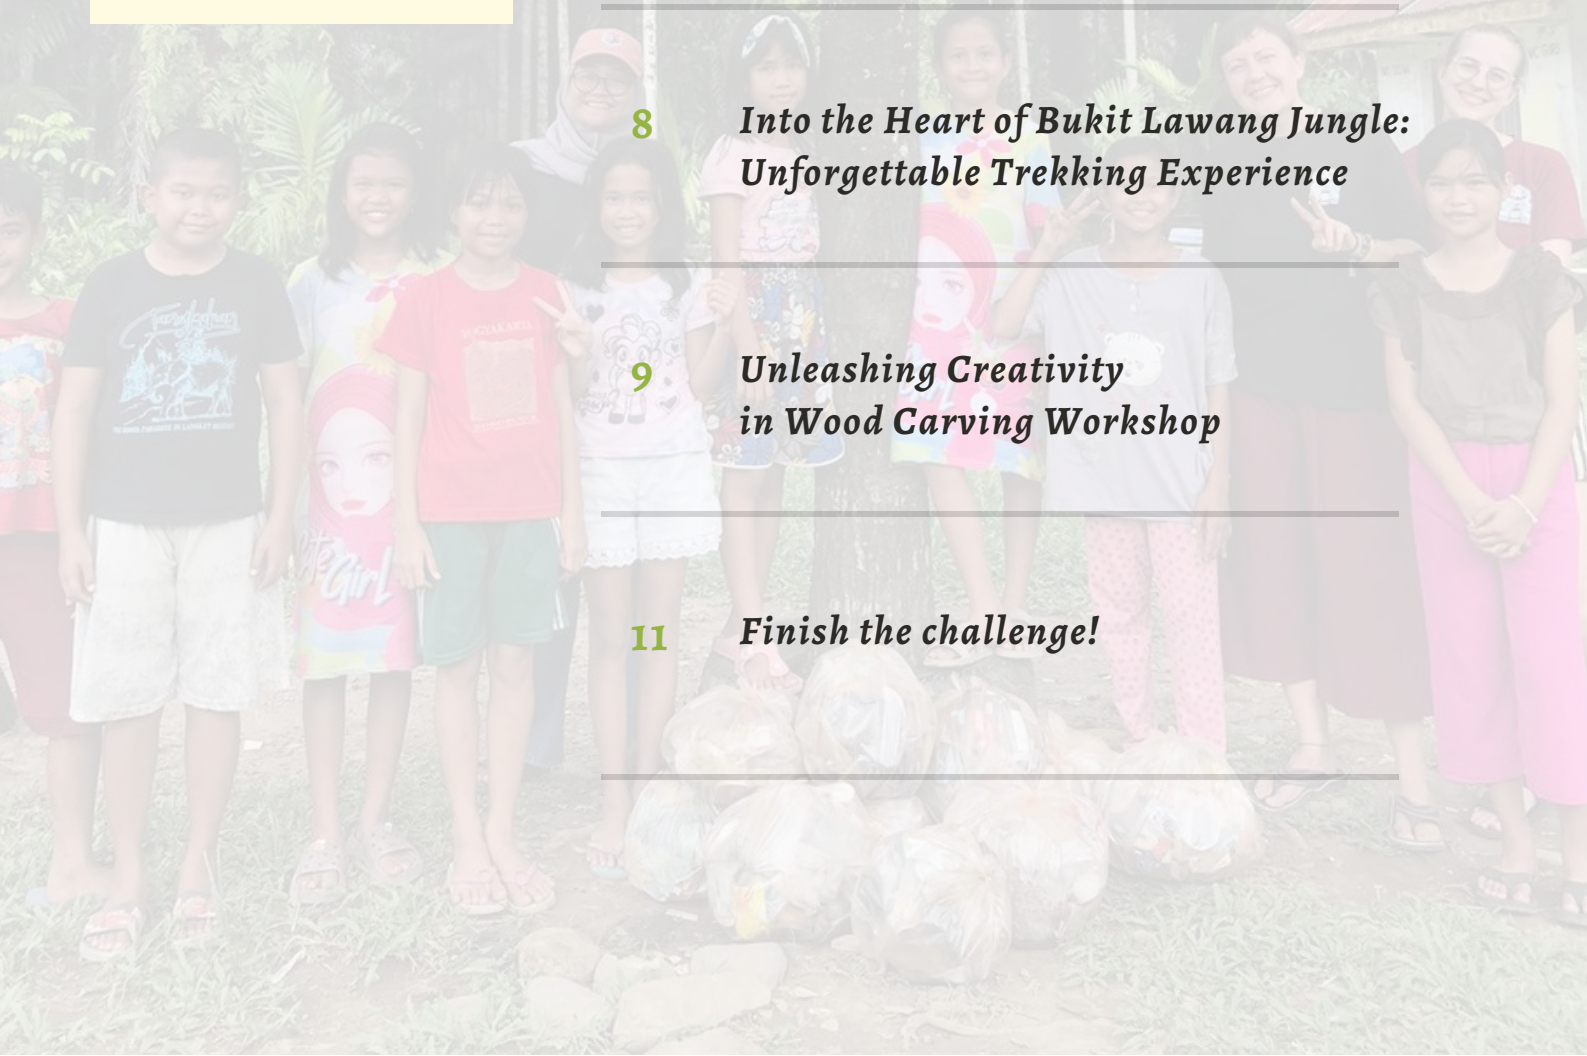 8
Into the Heart of Bukit Lawang Jungle:
Unforgettable Trekking Experience
9
Unleashing Creativity
in Wood Carving Workshop
11
Finish the challenge!
Girl